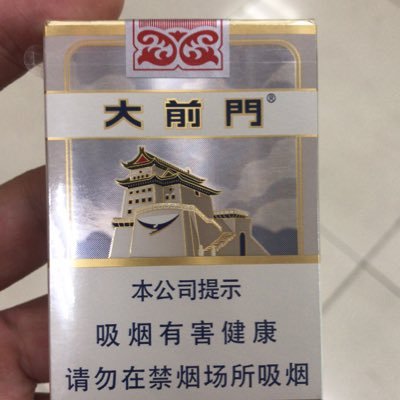 大前門®
本公司提示
吸烟有害健康
请勿在禁烟场所吸烟